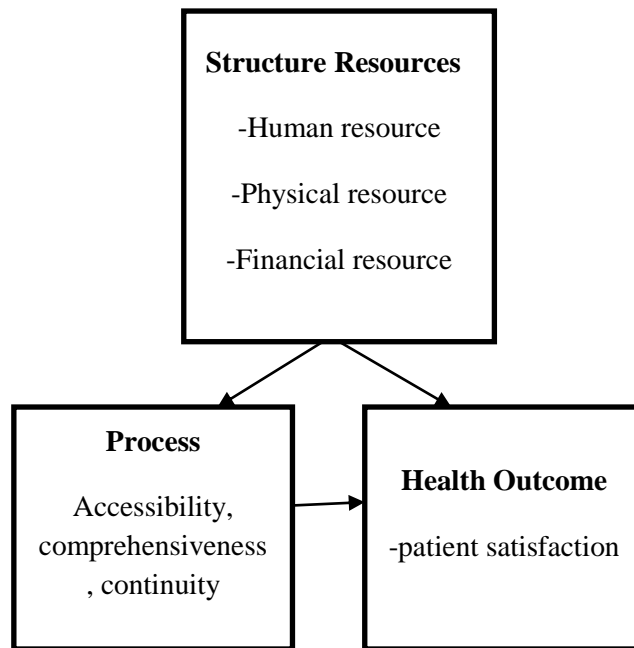 Structure Resources
-Human resource
-Physical resource
-Financial resource
Process
Accessibility,
comprehensiveness
, continuity
Health Outcome
-patient satisfaction